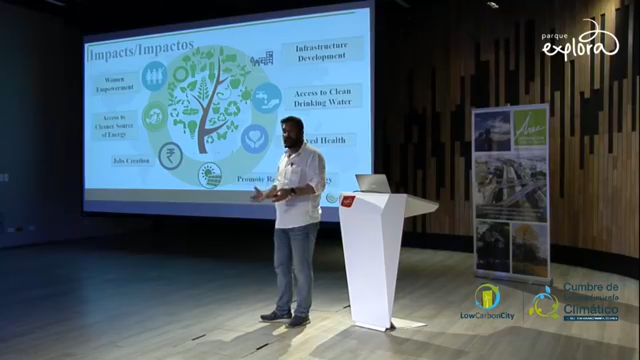 parque
explorа
Impacts/Impactos
Infrastructure
Development
Women
Empowerment
Access to Clean
Drinking Water
Access to
Cleaner Source
of Energy
Health
Jobs Creation
₹
Promote
LowCarbonCity
Cumbre de
Climático